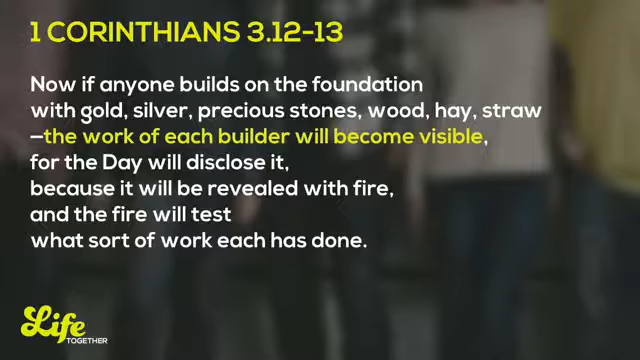 1 CORINTHIANS 3.12-13
Now if anyone builds on the foundation
with gold, silver, precious stones, wood, hay, straw
—the work of each builder will become visible,
for the Day will disclose it,
because it will be revealed with fire,
and the fire will test
what sort of work each has done.
Life
TOGETHER